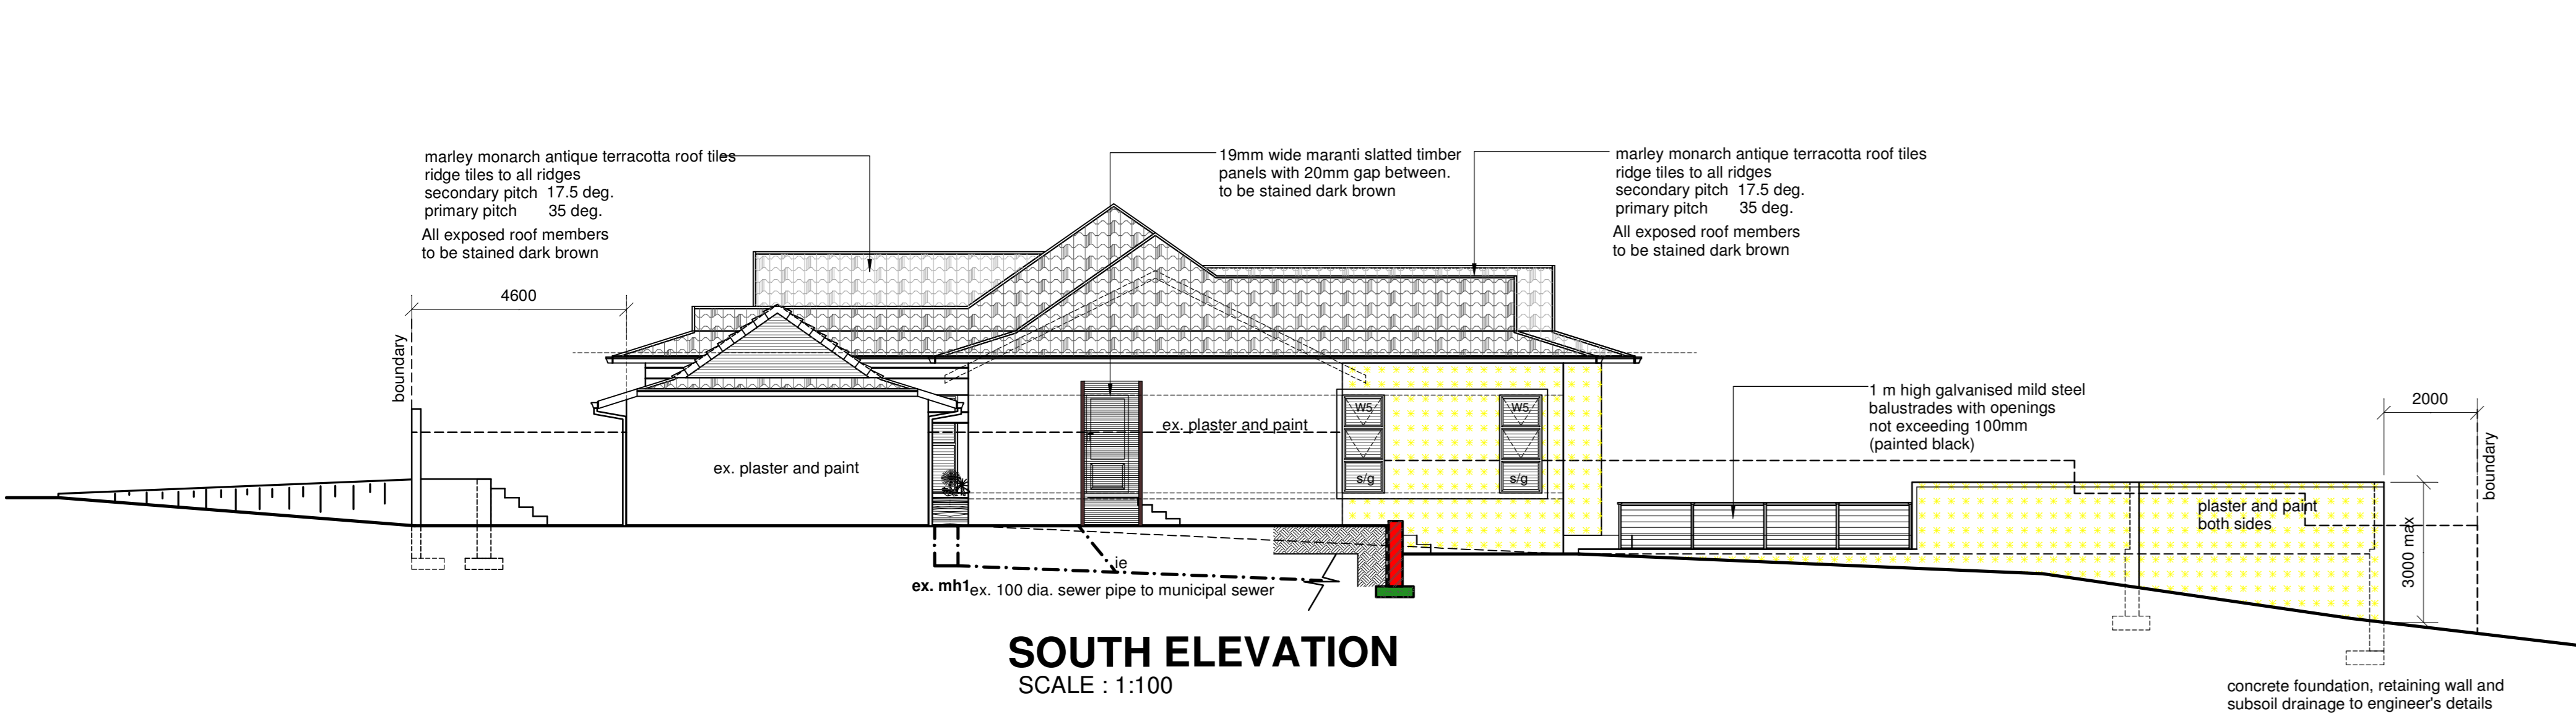 marley monarch antique terracotta roof tiles
ridge tiles to all ridges
secondary pitch 17.5 deg.
primary pitch 35 deg.
All exposed roof members
to be stained dark brown
19mm wide maranti slatted timber
panels with 20mm gap between.
to be stained dark brown
marley monarch antique terracotta roof tiles
ridge tiles to all ridges
secondary pitch 17.5 deg.
primary pitch 35 deg.
All exposed roof members
to be stained dark brown
4600
boundary
1 m high galvanised mild steel
balustrades with openings
not exceeding 100mm
(painted black)
2000
boundary
W5
W5
ex. plaster and paint
ex. plaster and paint
s/g
s/g
plaster and paint
both sides
3000 max
ie
ex. mh1
ex. 100 dia. sewer pipe to municipal sewer
SOUTH ELEVATION
SCALE : 1:100
concrete foundation, retaining wall and
subsoil drainage to engineer's details